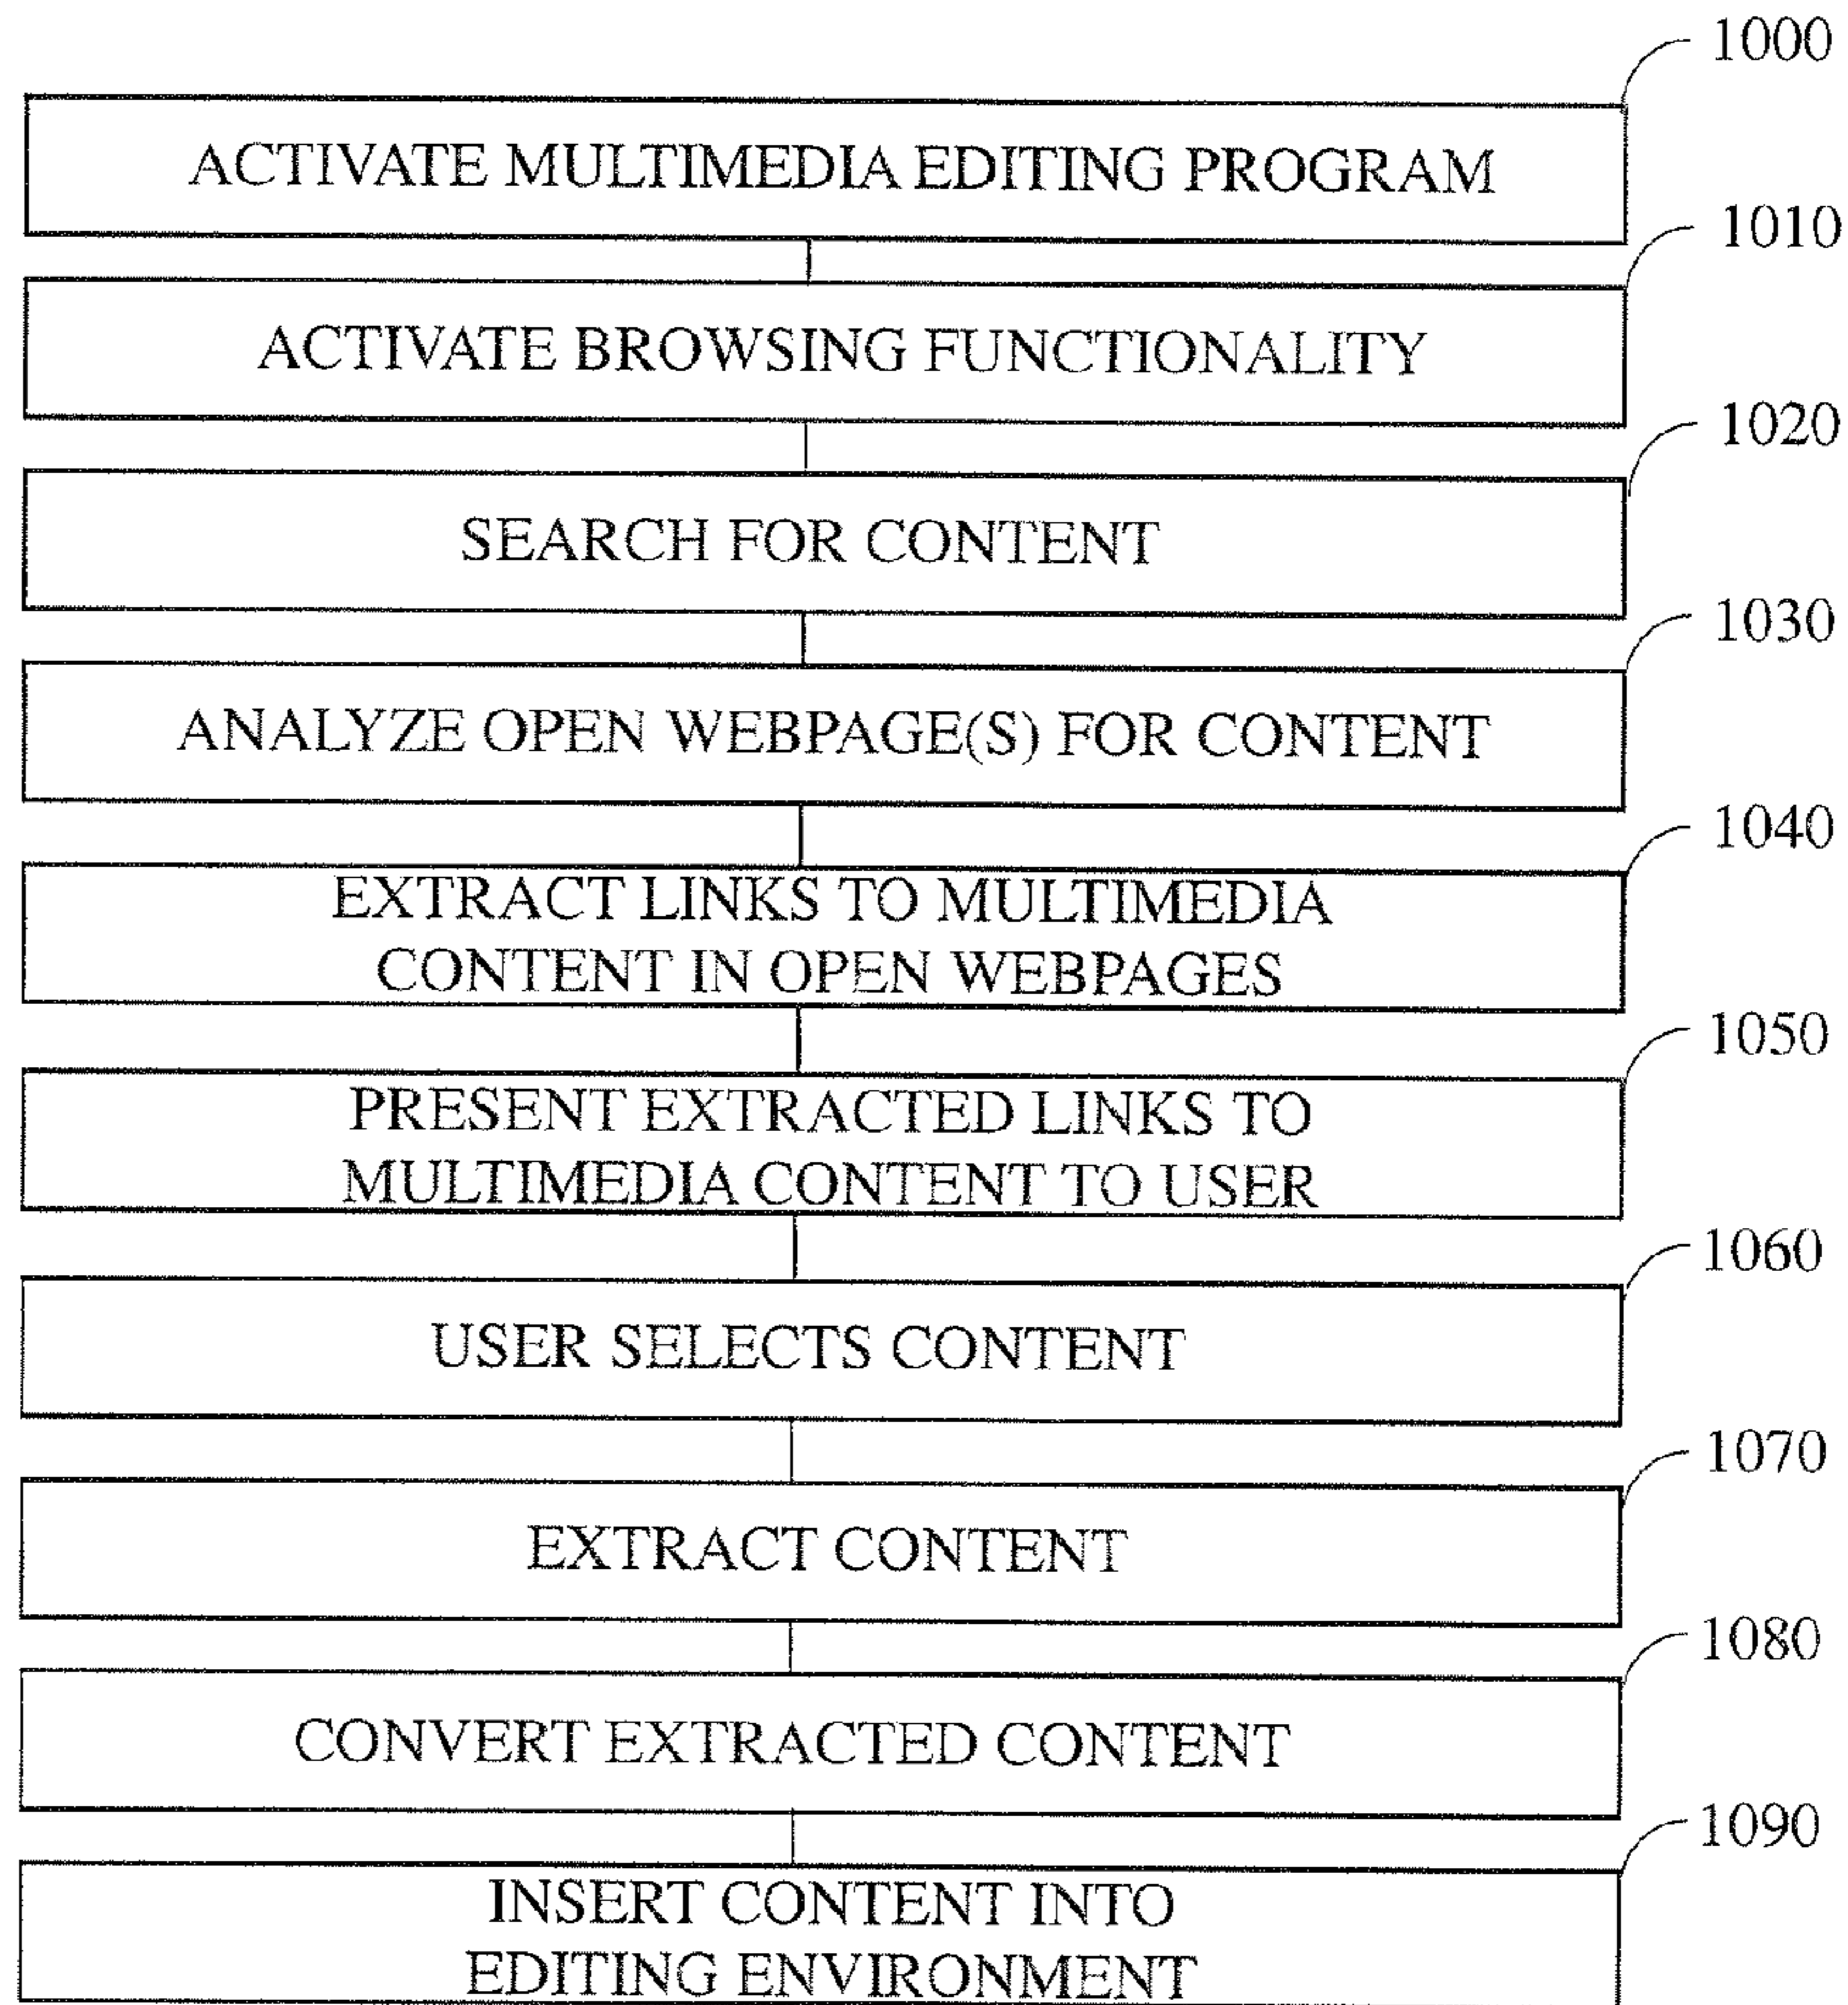 1000
ACTIVATE MULTIMEDIA EDITING PROGRAM
1010
ACTIVATE BROWSING FUNCTIONALITY
1020
SEARCH FOR CONTENT
1030
ANALYZE OPEN WEBPAGE(S) FOR CONTENT
1040
EXTRACT LINKS TO MULTIMEDIA
CONTENT IN OPEN WEBPAGES
1050
PRESENT EXTRACTED LINKS TO
MULTIMEDIA CONTENT TO USER
1060
USER SELECTS CONTENT
1070
EXTRACT CONTENT
1080
CONVERT EXTRACTED CONTENT
1090
INSERT CONTENT INTO
EDITING ENVIRONMENT